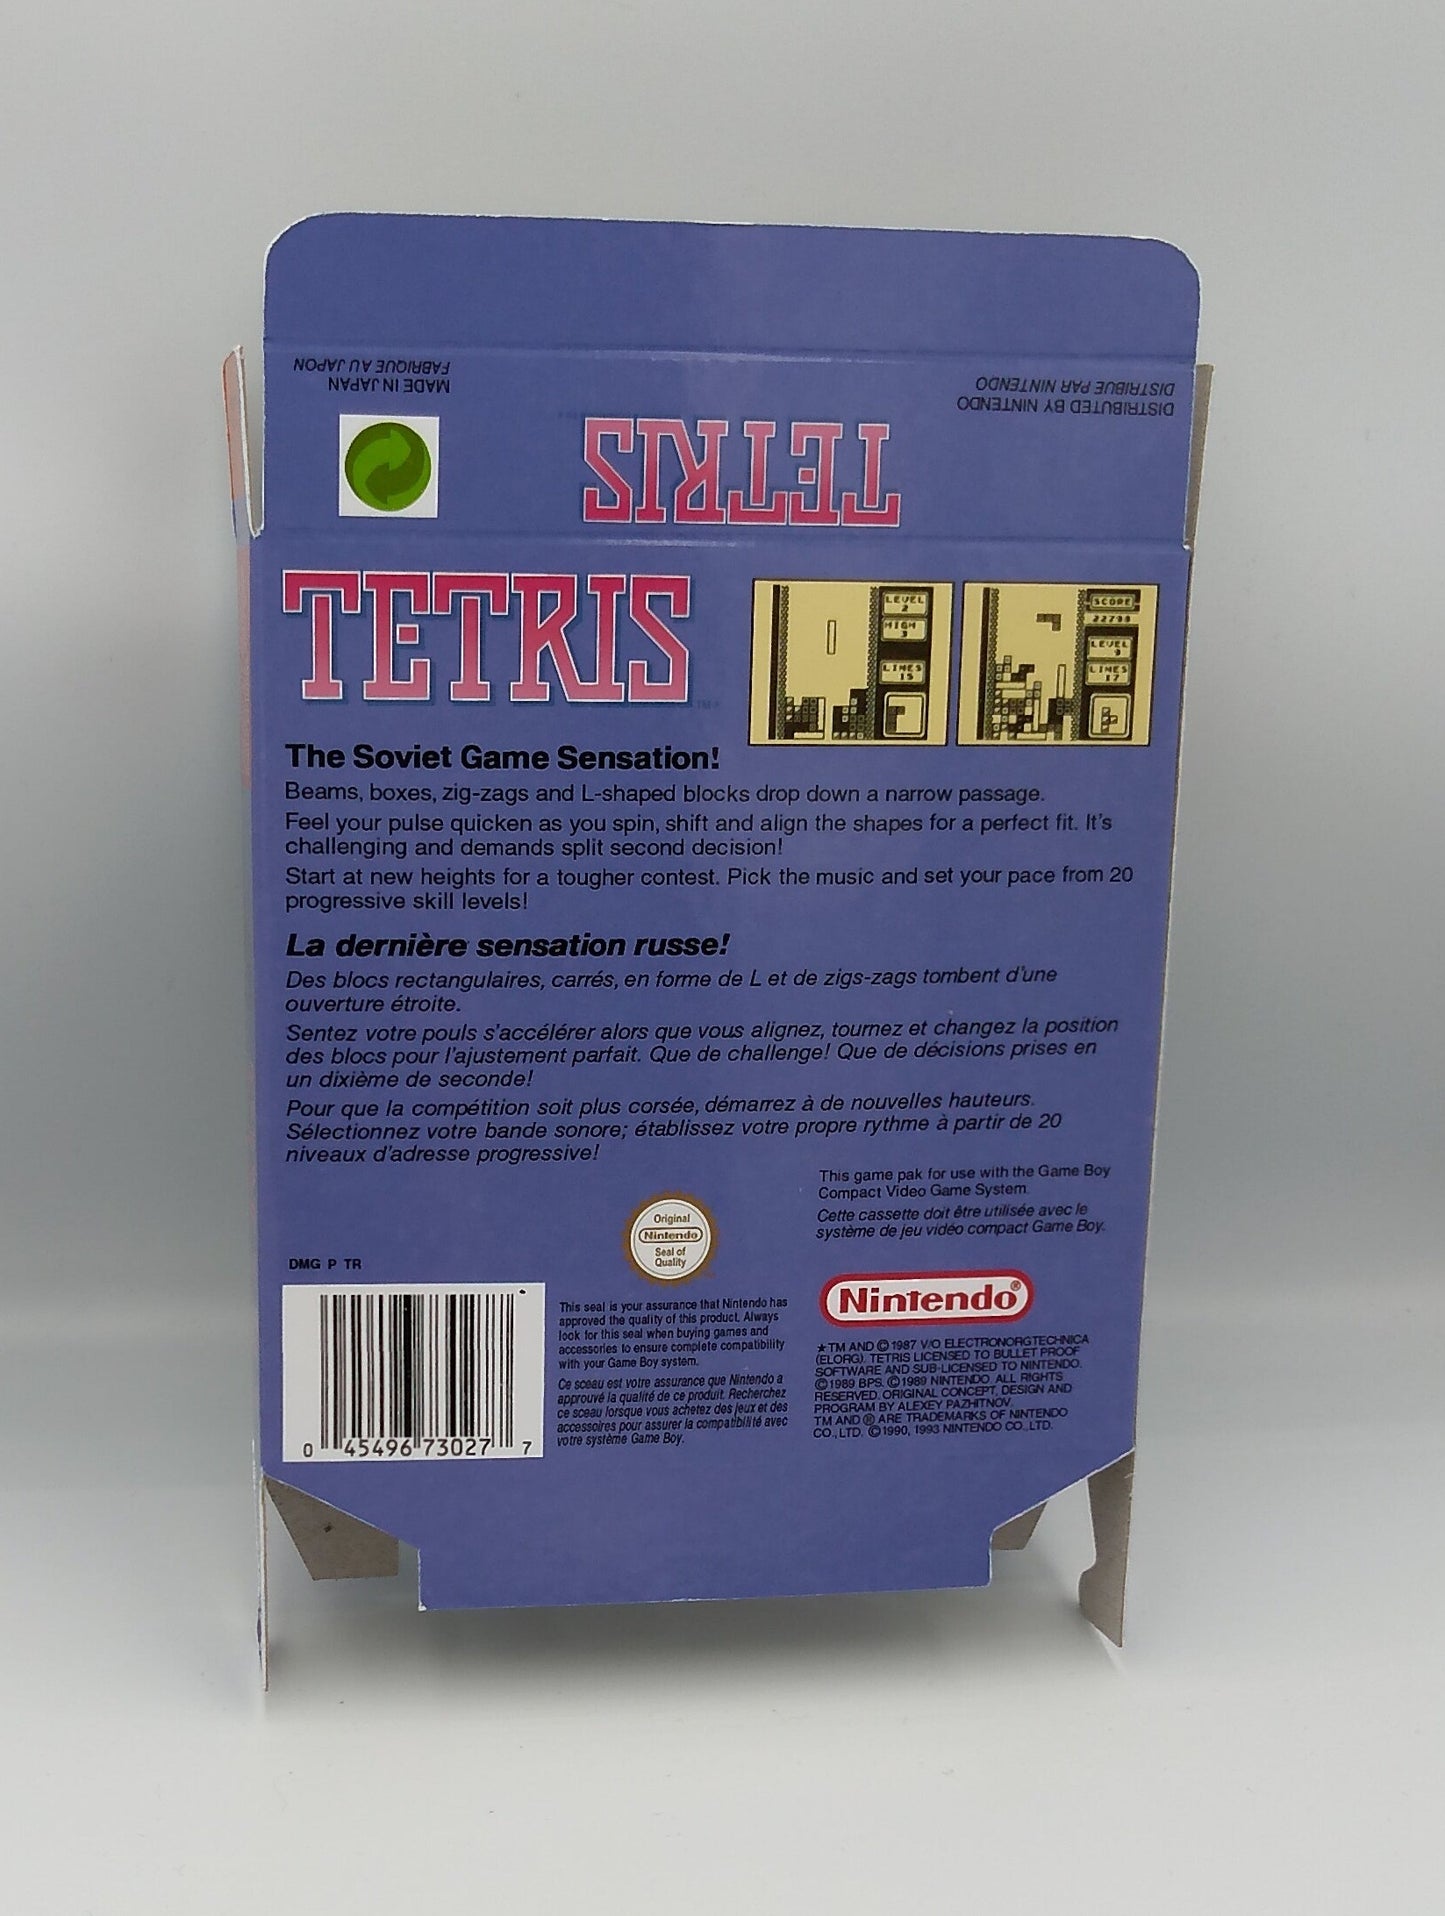 FABRIQUE AU JAPON
MADE IN JAPAN
DISTRIBUE PAR NINTENDO
DISTRIBUTED BY NINTENDO
TETRIS
TETRIS
LEVEL
2
HIGH
3
LINES
15
SCORE
22799
LEVEL
9
LINES
17
The Soviet Game Sensation!
Beams, boxes, zig-zags and L-shaped blocks drop down a narrow passage.
Feel your pulse quicken as you spin, shift and align the shapes for a perfect fit. It's
challenging and demands split second decision!
Start at new heights for a tougher contest. Pick the music and set your pace from 20
progressive skill levels!
La dernière sensation russe!
Des blocs rectangulaires, carrés, en forme de L et de zigs-zags tombent d'une
ouverture étroite.
Sentez votre pouls s'accélérer alors que vous alignez, tournez et changez la position
des blocs pour l'ajustement parfait. Que de challenge! Que de décisions prises en
un dixième de seconde!
Pour que la compétition soit plus corsée, démarrez à de nouvelles hauteurs.
Sélectionnez votre bande sonore; établissez votre propre rythme à partir de 20
niveaux d'adresse progressive!
This game pak for use with the Game Boy
Compact Video Game System.
Cette cassette doit être utilisée avec le
système de jeu vidéo compact Game Boy.
Original
Nintendo
Seal of
Quality
DMG P TR
0 45496 73027 7
This seal is your assurance that Nintendo has
approved the quality of this product. Always
look for this seal when buying games and
accessories to ensure complete compatibility
with your Game Boy system.
Ce sceau est votre assurance que Nintendo a
approuvé la qualité de ce produit. Recherchez
ce sceau lorsque vous achetez des jeux et des
accessoires pour assurer la compatibilité avec
votre système Game Boy.
Nintendo®
★TM AND © 1987 V/O ELECTRONORGTECHNICA
(ELORG). TETRIS LICENSED TO BULLET PROOF
SOFTWARE AND SUB-LICENSED TO NINTENDO.
© 1989 BPS. © 1989 NINTENDO. ALL RIGHTS
RESERVED. ORIGINAL CONCEPT, DESIGN AND
PROGRAM BY ALEXEY PAZHITNOV.
TM AND ® ARE TRADEMARKS OF NINTENDO
CO., LTD. © 1990, 1993 NINTENDO CO., LTD.